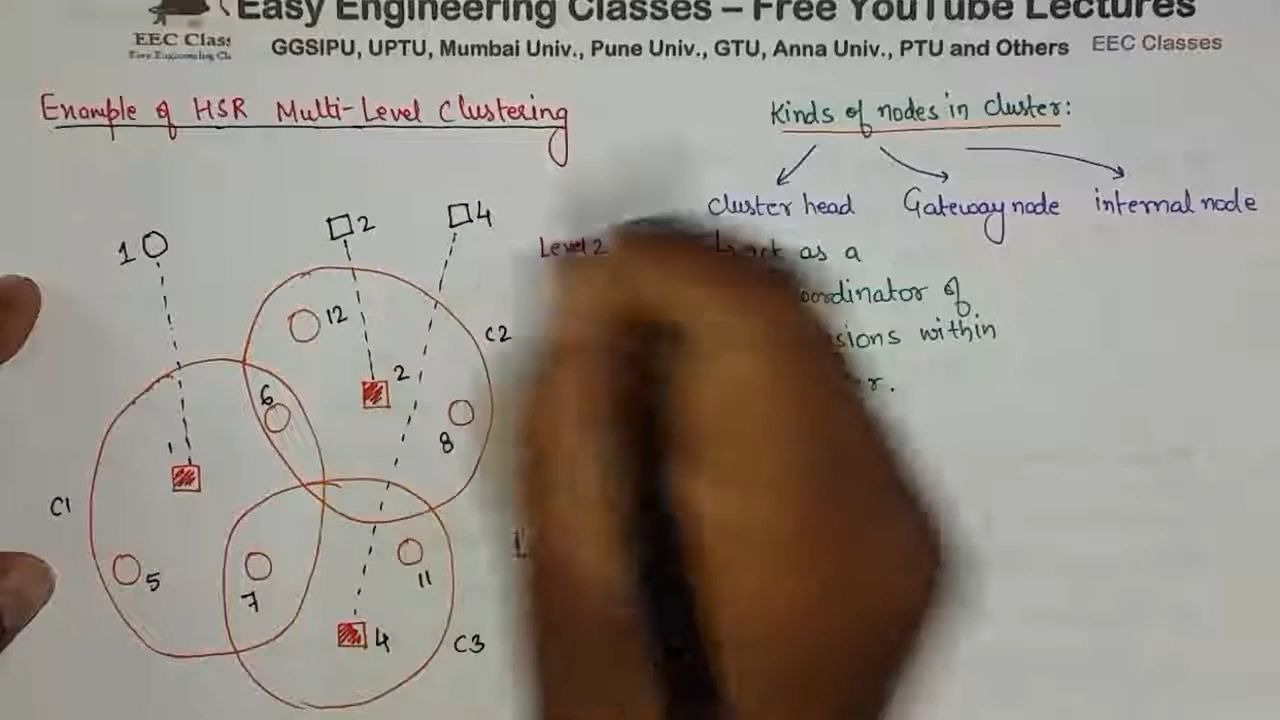 Easy Engineering Classes – Free YouTube Lectures
EEC Class
GGSIPU, UPTU, Mumbai Univ., Pune Univ., GTU, Anna Univ., PTU and Others
EEC Classes
Example of HSR Multi-Level Clustering
1
2
4
Level 2
12
C2
2
6
8
1
C1
5
7
11
4
C3
Kinds of nodes in cluster:
cluster head
Gateway node
internal node
as a
of
within